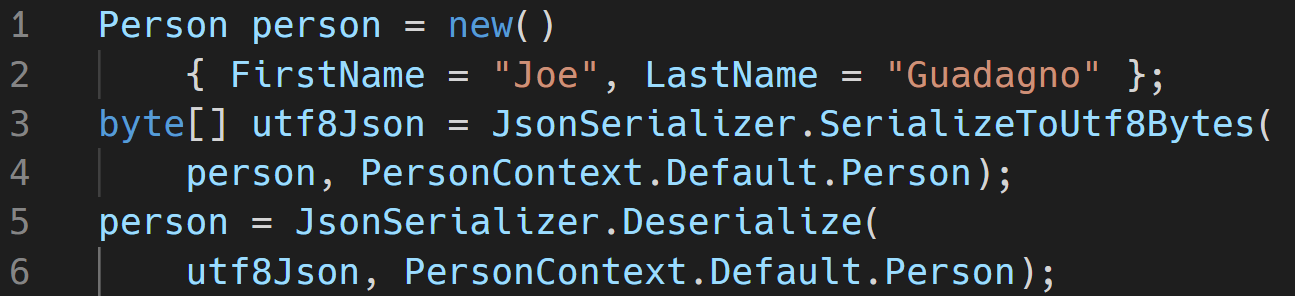 1 Person person = new()
2 { FirstName = "Joe", LastName = "Guadagno" };
3 byte[] utf8Json = JsonSerializer.SerializeToUtf8Bytes(
4 person, PersonContext.Default.Person);
5 person = JsonSerializer.Deserialize(
6 utf8Json, PersonContext.Default.Person);